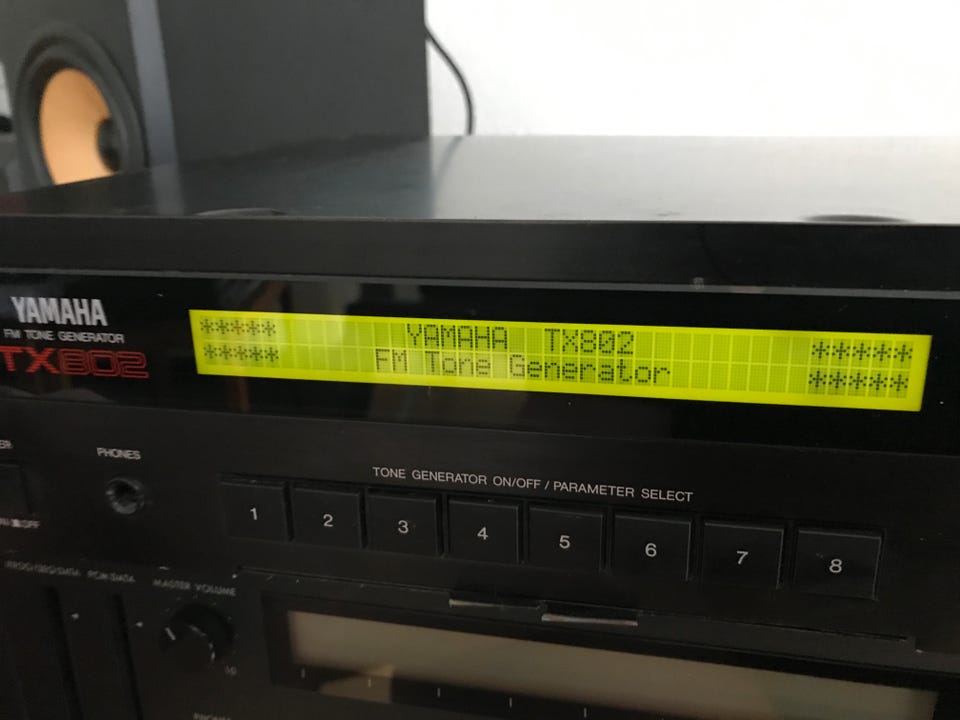 YAMAHA
FM TONE GENERATOR
TX802
***** YAMAHA TX802 *****
***** FM Tone Generator *****
PHONES
TONE GENERATOR ON/OFF / PARAMETER SELECT
1 2 3 4 5 6 7 8
MASTER VOLUME
10